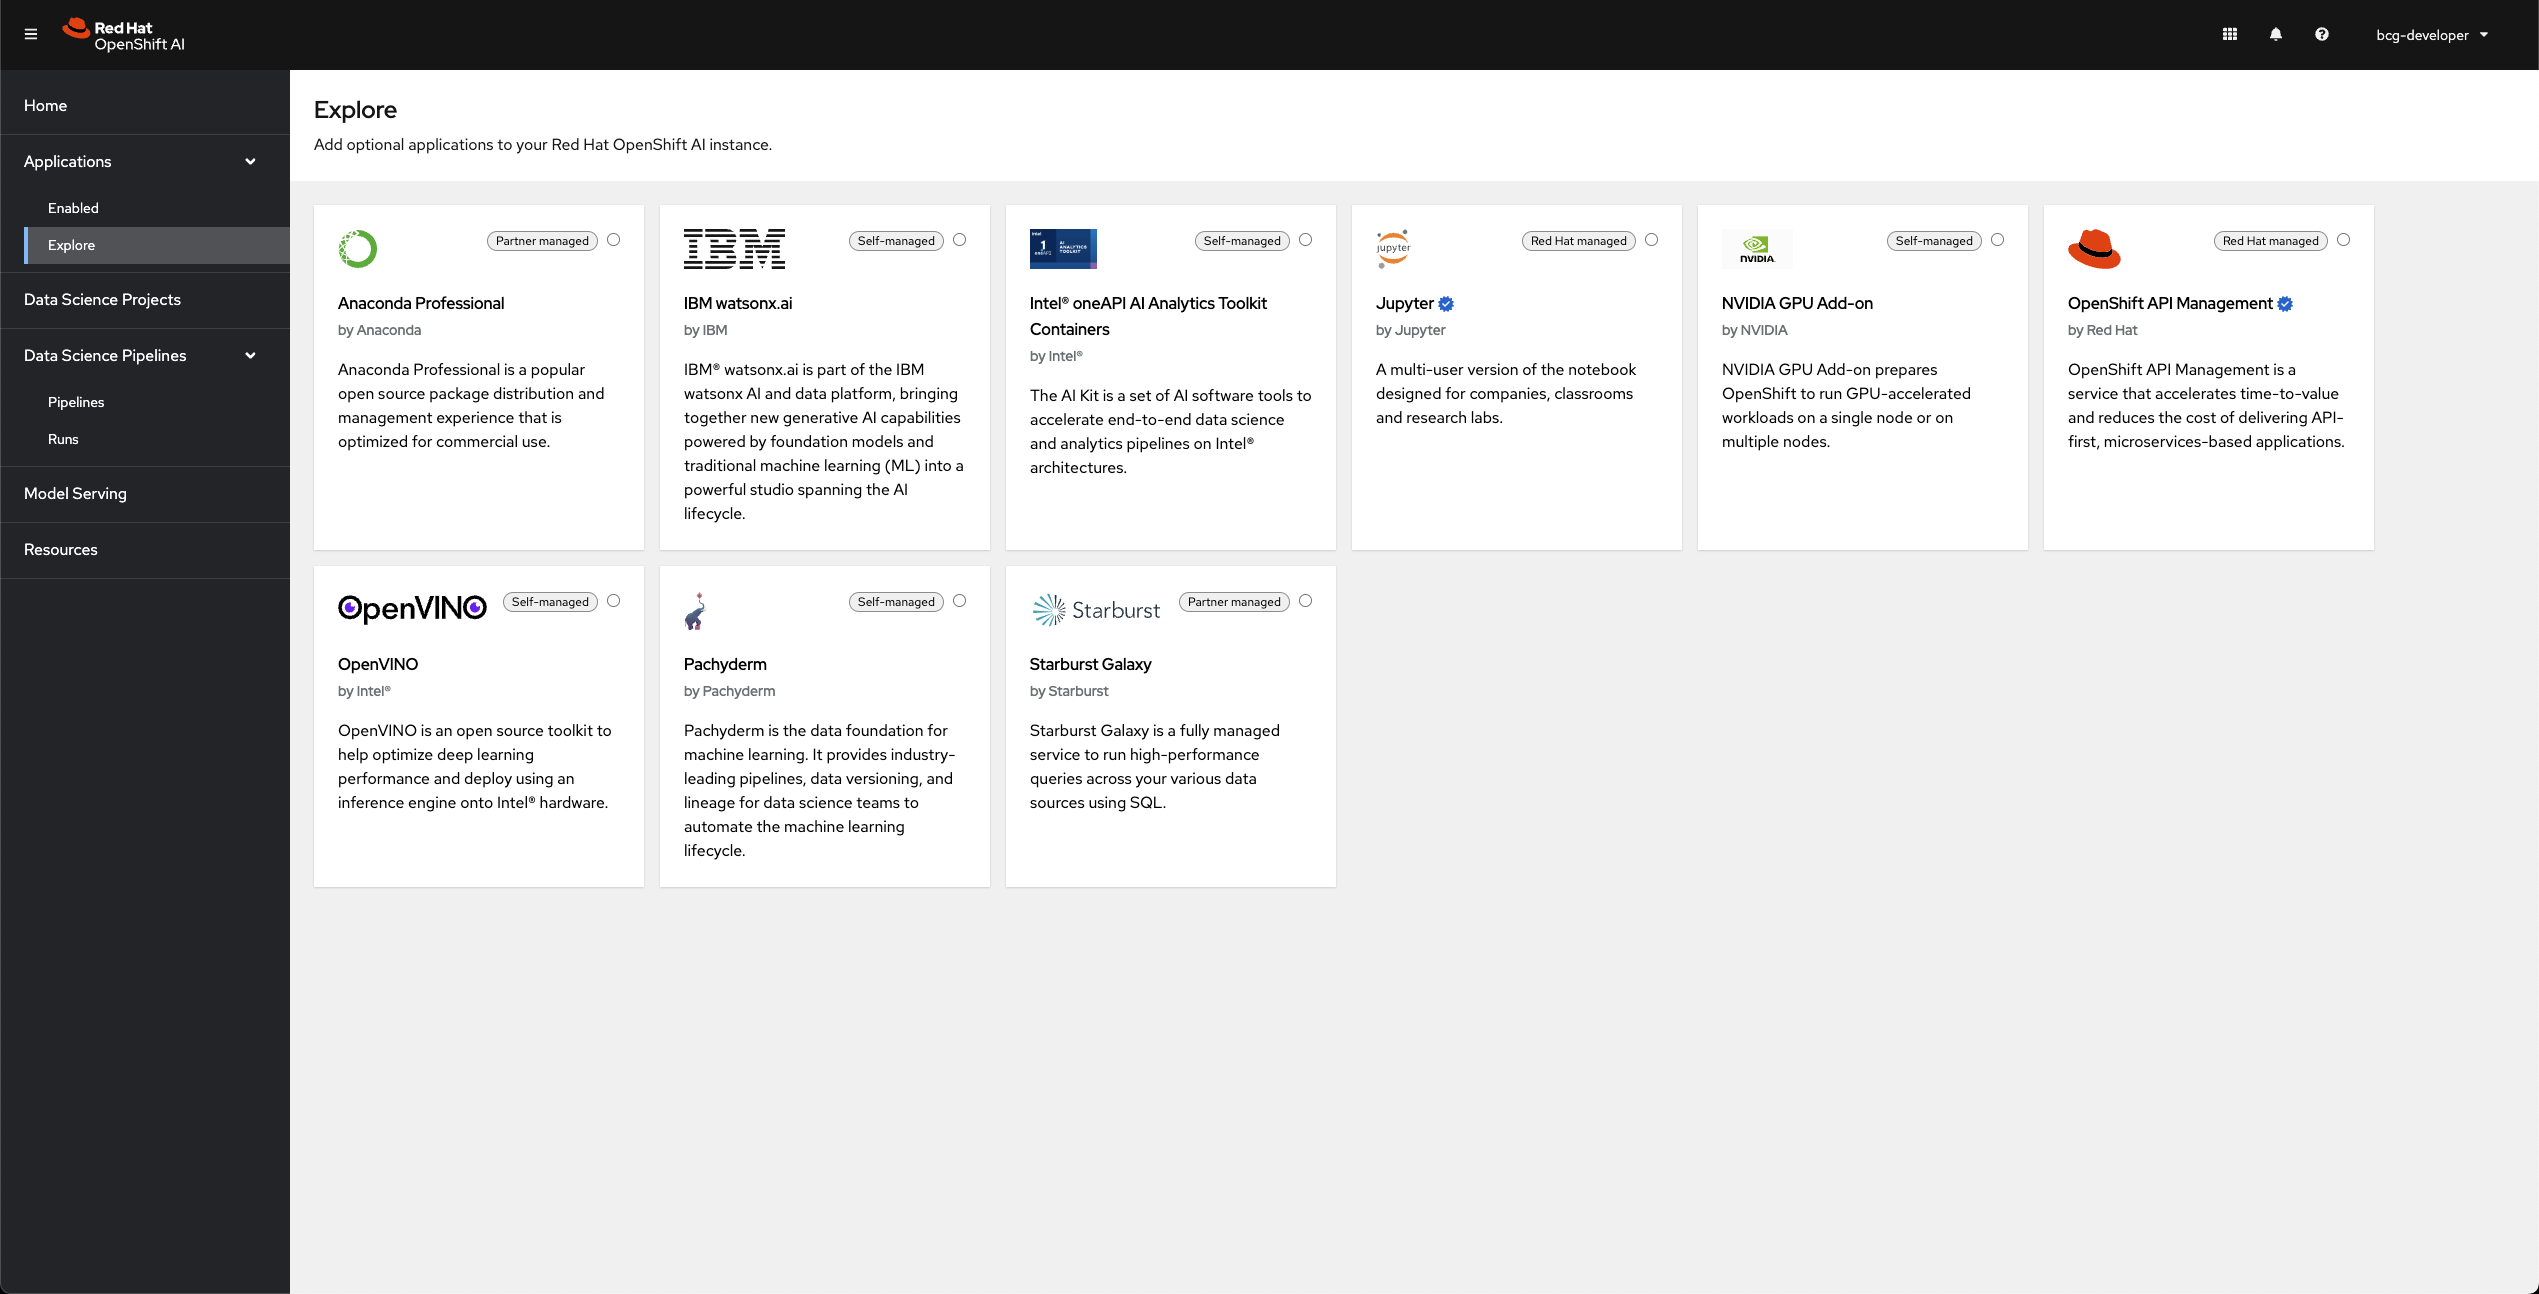 Red Hat
OpenShift AI
bcg-developer
Home
Applications
Enabled
Explore
Data Science Projects
Data Science Pipelines
Pipelines
Runs
Model Serving
Resources
Explore
Add optional applications to your Red Hat OpenShift AI instance.
Partner managed
Anaconda Professional
by Anaconda
Anaconda Professional is a popular
open source package distribution and
management experience that is
optimized for commercial use.
IBM
Self-managed
IBM watsonx.ai
by IBM
IBM® watsonx.ai is part of the IBM
watsonx AI and data platform, bringing
together new generative AI capabilities
powered by foundation models and
traditional machine learning (ML) into a
powerful studio spanning the AI
lifecycle.
intel
1
oneAPI
AI
ANALYTICS
TOOLKIT
Self-managed
Intel® oneAPI AI Analytics Toolkit
Containers
by Intel®
The AI Kit is a set of AI software tools to
accelerate end-to-end data science
and analytics pipelines on Intel®
architectures.
jupyter
Red Hat managed
Jupyter
by Jupyter
A multi-user version of the notebook
designed for companies, classrooms
and research labs.
NVIDIA.
Self-managed
NVIDIA GPU Add-on
by NVIDIA
NVIDIA GPU Add-on prepares
OpenShift to run GPU-accelerated
workloads on a single node or on
multiple nodes.
Red Hat managed
OpenShift API Management
by Red Hat
OpenShift API Management is a
service that accelerates time-to-value
and reduces the cost of delivering API-
first, microservices-based applications.
OpenVINO
Self-managed
OpenVINO
by Intel®
OpenVINO is an open source toolkit to
help optimize deep learning
performance and deploy using an
inference engine onto Intel® hardware.
Self-managed
Pachyderm
by Pachyderm
Pachyderm is the data foundation for
machine learning. It provides industry-
leading pipelines, data versioning, and
lineage for data science teams to
automate the machine learning
lifecycle.
Starburst
Partner managed
Starburst Galaxy
by Starburst
Starburst Galaxy is a fully managed
service to run high-performance
queries across your various data
sources using SQL.